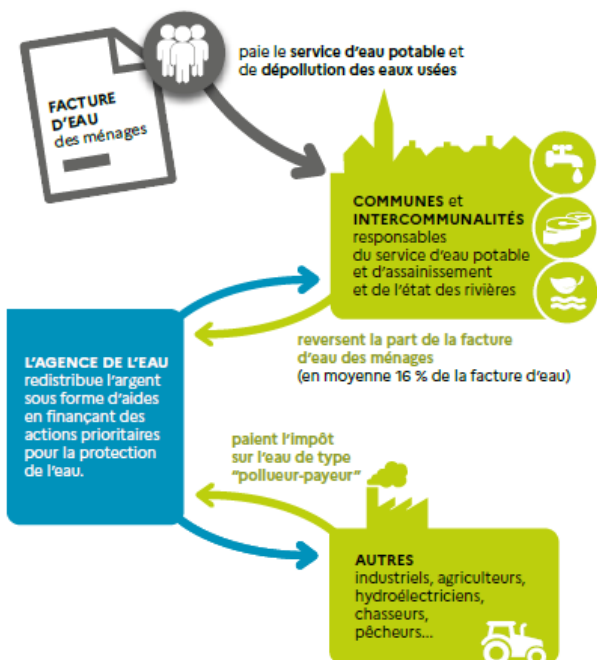 paie le service d'eau potable et
de dépollution des eaux usées
FACTURE
D'EAU
des ménages
COMMUNES et
INTERCOMMUNALITÉS
responsables
du service d'eau potable
et d'assainissement
et de l'état des rivières
reversent la part de la facture
d'eau des ménages
(en moyenne 16 % de la facture d'eau)
L'AGENCE DE L'EAU
redistribue l'argent
sous forme d'aides
en finançant des
actions prioritaires
pour la protection
de l'eau.
paient l'impôt
sur l'eau de type
"pollueur-payeur"
AUTRES
industriels, agriculteurs,
hydroélectriciens,
chasseurs,
pêcheurs...